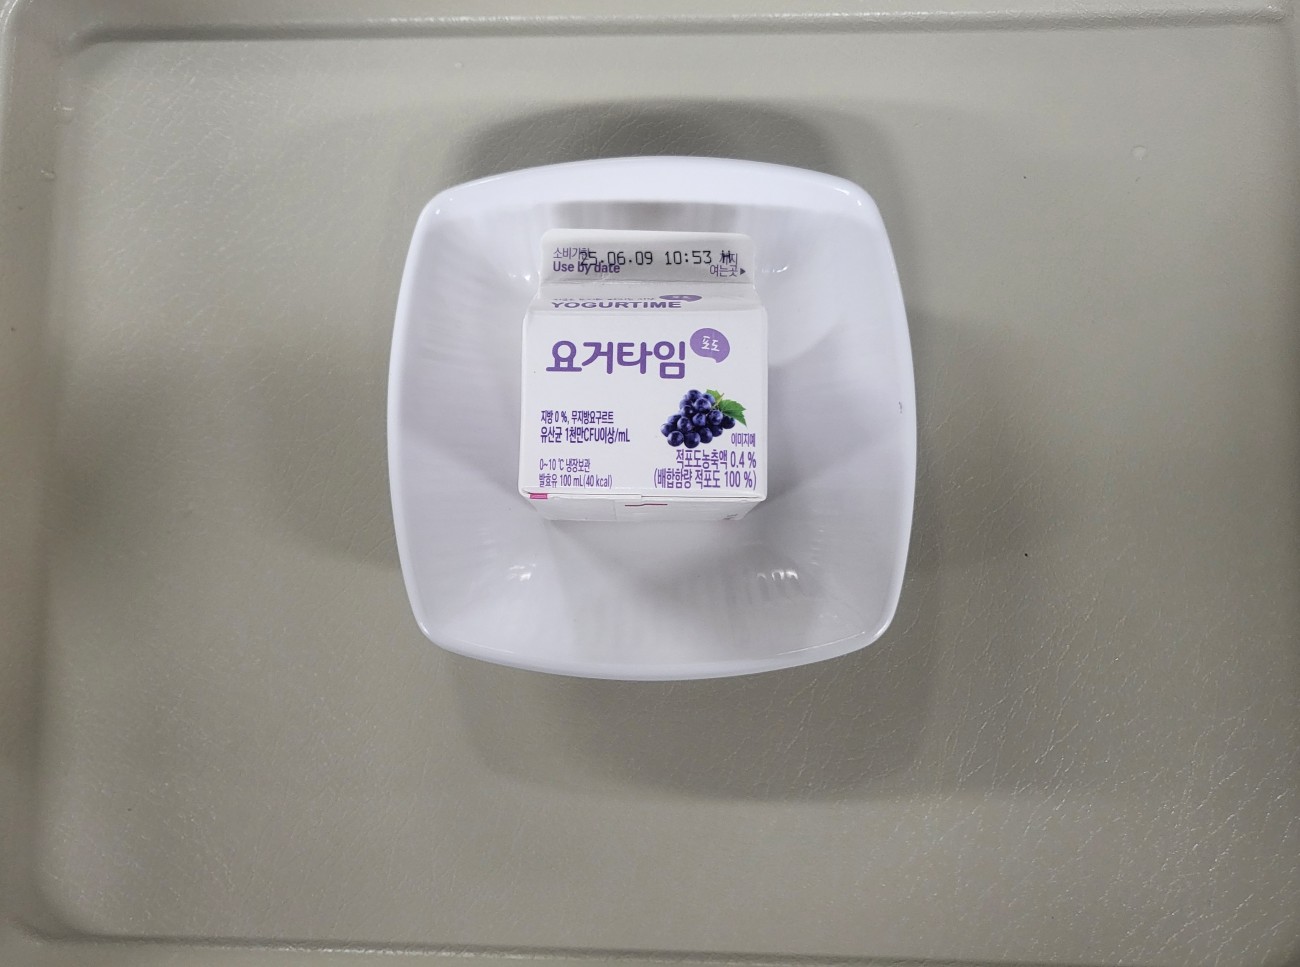 소비기한 25.06.09 10:53 까지
Use by date 여는곳▶
YOGURTIME
요거타임 포도
지방 0 %, 무지방요구르트
유산균 1천만CFU이상/mL
이미지예
적포도농축액 0.4 %
0~10 ℃ 냉장보관
(배합함량 적포도 100 %)
발효유 100 mL(40 kcal)